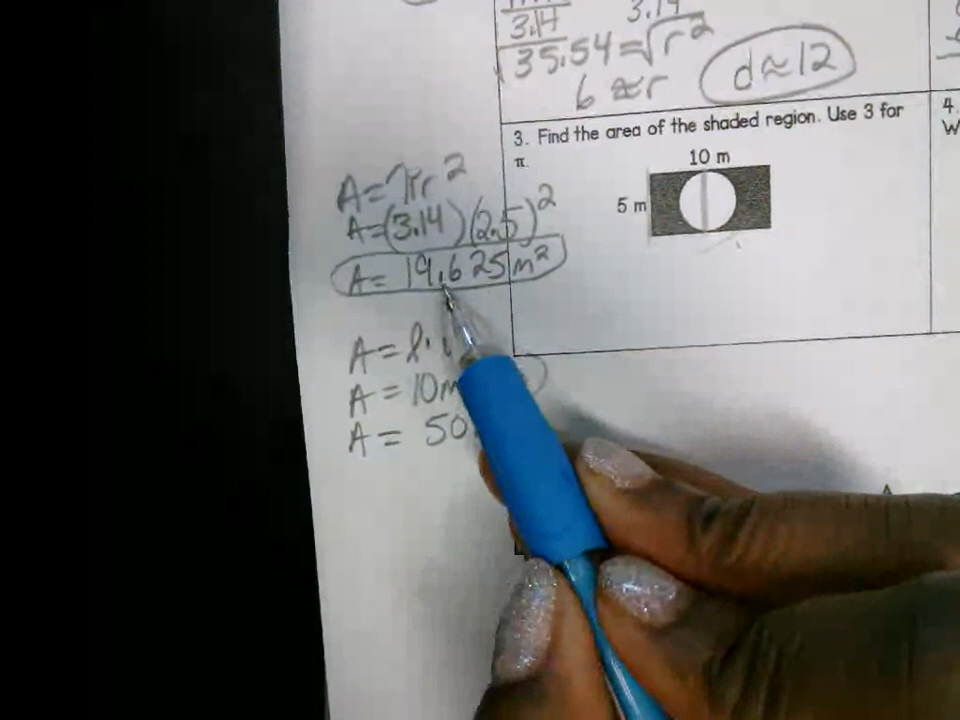 3.14
3.14
35.54 = √r²
6 ≈ r
d ≈ 12
3. Find the area of the shaded region. Use 3 for
π.
4.
W
10 m
5 m
A = πr²
A = (3.14)(2.5)²
A = 19.625 m²
A =
A = 10m
A = 50